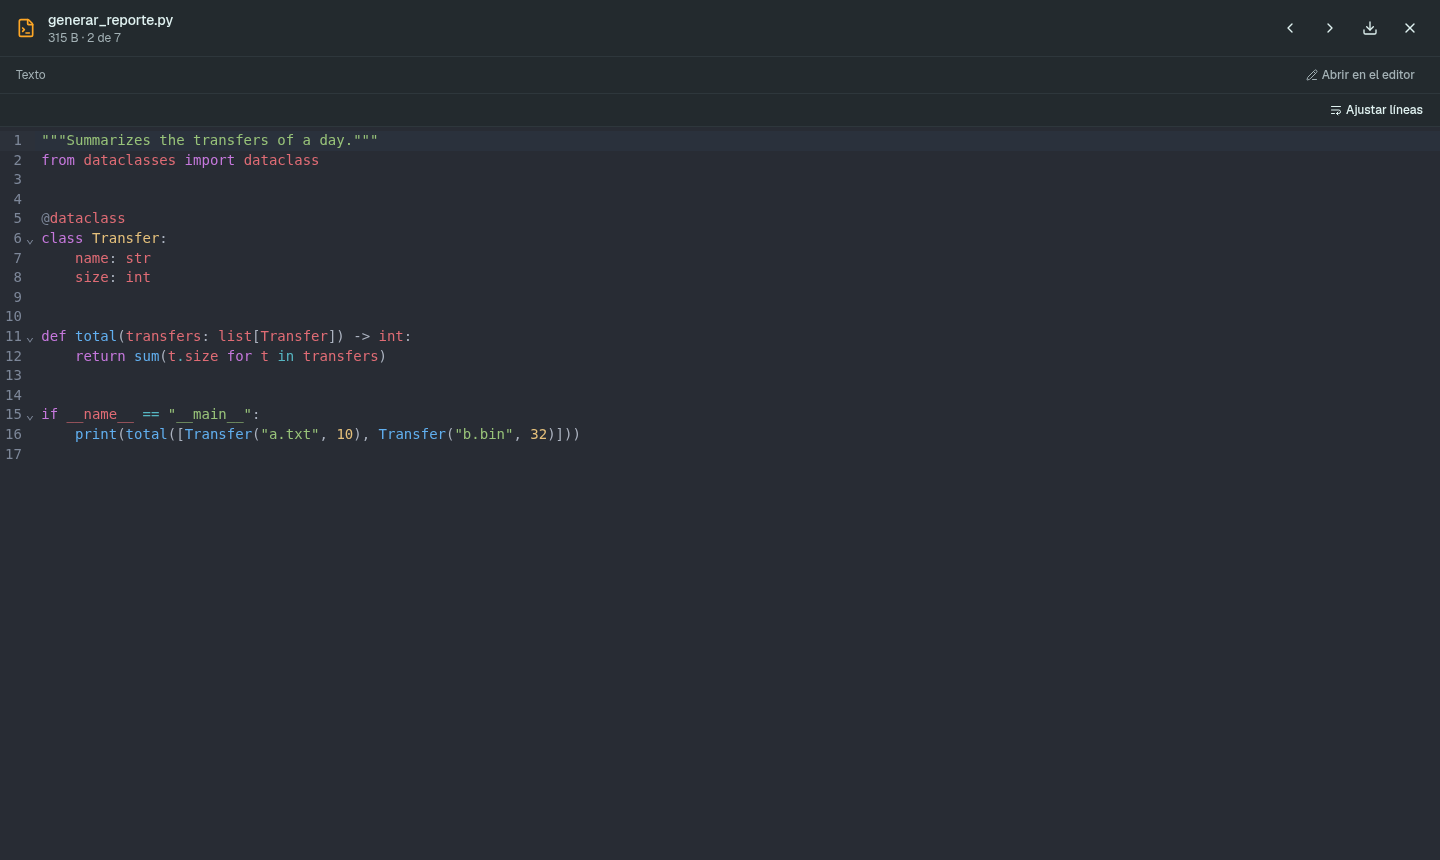 generar_reporte.py
315 B · 2 de 7
Texto
Abrir en el editor
Ajustar líneas
1 """Summarizes the transfers of a day."""
2 from dataclasses import dataclass
3
4
5 @dataclass
6 class Transfer:
7     name: str
8     size: int
9
10
11 def total(transfers: list[Transfer]) -> int:
12     return sum(t.size for t in transfers)
13
14
15 if __name__ == "__main__":
16     print(total([Transfer("a.txt", 10), Transfer("b.bin", 32)]))
17